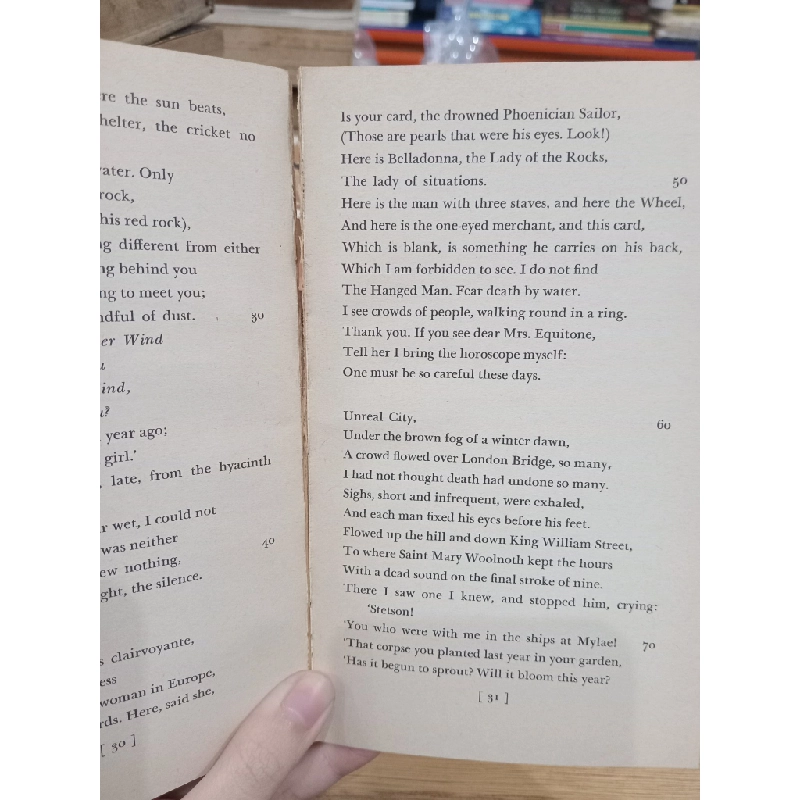 re the sun beats,
helter, the cricket no
ater. Only
rock,
his red rock),
ng different from either
ng behind you
ng to meet you;
ndful of dust. 30
er Wind
ind,
year ago;
girl.'
late, from the hyacinth
r wet, I could not
was neither 40
ew nothing,
ght, the silence.
s clairvoyante,
ess
woman in Europe,
rds. Here, said she,
[ 30 ]
Is your card, the drowned Phoenician Sailor,
(Those are pearls that were his eyes. Look!)
Here is Belladonna, the Lady of the Rocks,
The lady of situations. 50
Here is the man with three staves, and here the Wheel,
And here is the one-eyed merchant, and this card,
Which is blank, is something he carries on his back,
Which I am forbidden to see. I do not find
The Hanged Man. Fear death by water.
I see crowds of people, walking round in a ring.
Thank you. If you see dear Mrs. Equitone,
Tell her I bring the horoscope myself:
One must be so careful these days.
Unreal City, 60
Under the brown fog of a winter dawn,
A crowd flowed over London Bridge, so many,
I had not thought death had undone so many.
Sighs, short and infrequent, were exhaled,
And each man fixed his eyes before his feet.
Flowed up the hill and down King William Street,
To where Saint Mary Woolnoth kept the hours
With a dead sound on the final stroke of nine.
There I saw one I knew, and stopped him, crying:
'Stetson!
'You who were with me in the ships at Mylae! 70
'That corpse you planted last year in your garden,
'Has it begun to sprout? Will it bloom this year?
[ 31 ]